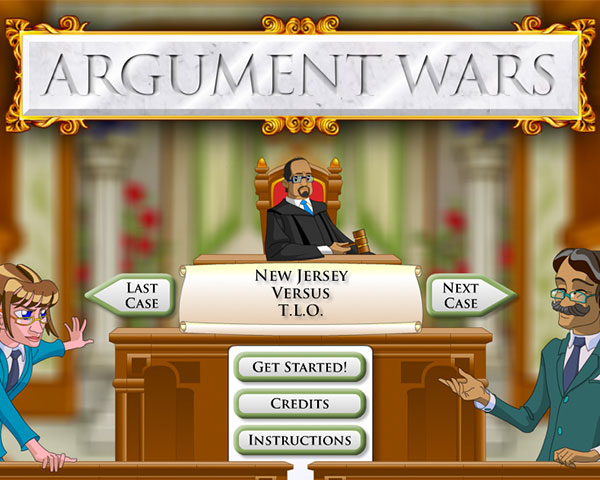 ARGUMENT WARS
LAST
CASE
NEW JERSEY
VERSUS
T.L.O.
NEXT
CASE
GET STARTED!
CREDITS
INSTRUCTIONS